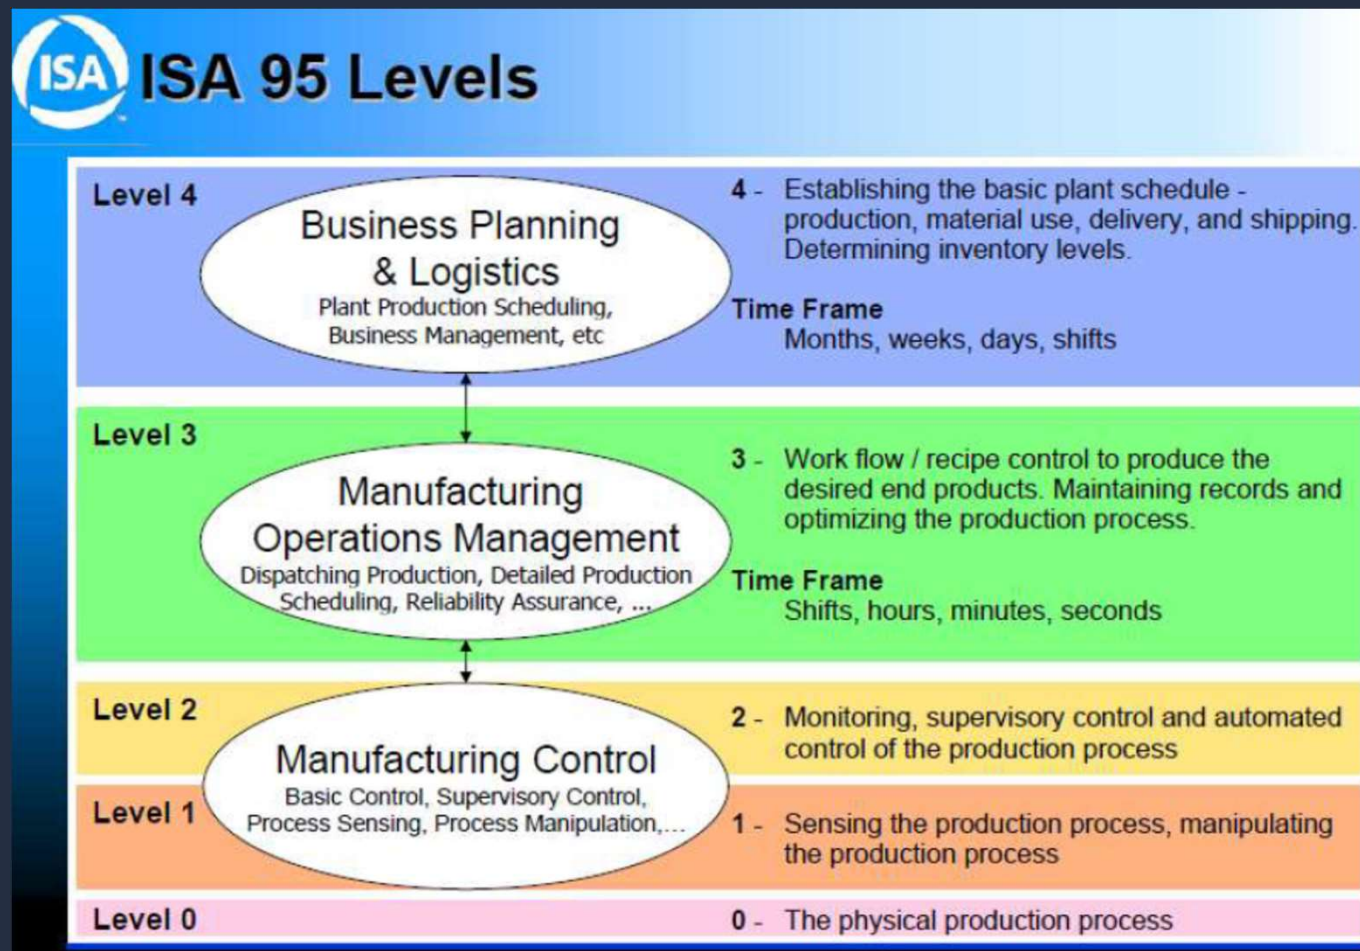 ISA
ISA 95 Levels
Level 4
Business Planning
& Logistics
Plant Production Scheduling,
Business Management, etc
4 - Establishing the basic plant schedule -
production, material use, delivery, and shipping.
Determining inventory levels.
Time Frame
Months, weeks, days, shifts
Level 3
Manufacturing
Operations Management
Dispatching Production, Detailed Production
Scheduling, Reliability Assurance, ...
3 - Work flow / recipe control to produce the
desired end products. Maintaining records and
optimizing the production process.
Time Frame
Shifts, hours, minutes, seconds
Level 2
Manufacturing Control
Basic Control, Supervisory Control,
Process Sensing, Process Manipulation,...
2 - Monitoring, supervisory control and automated
control of the production process
Level 1
1 - Sensing the production process, manipulating
the production process
Level 0
0 - The physical production process